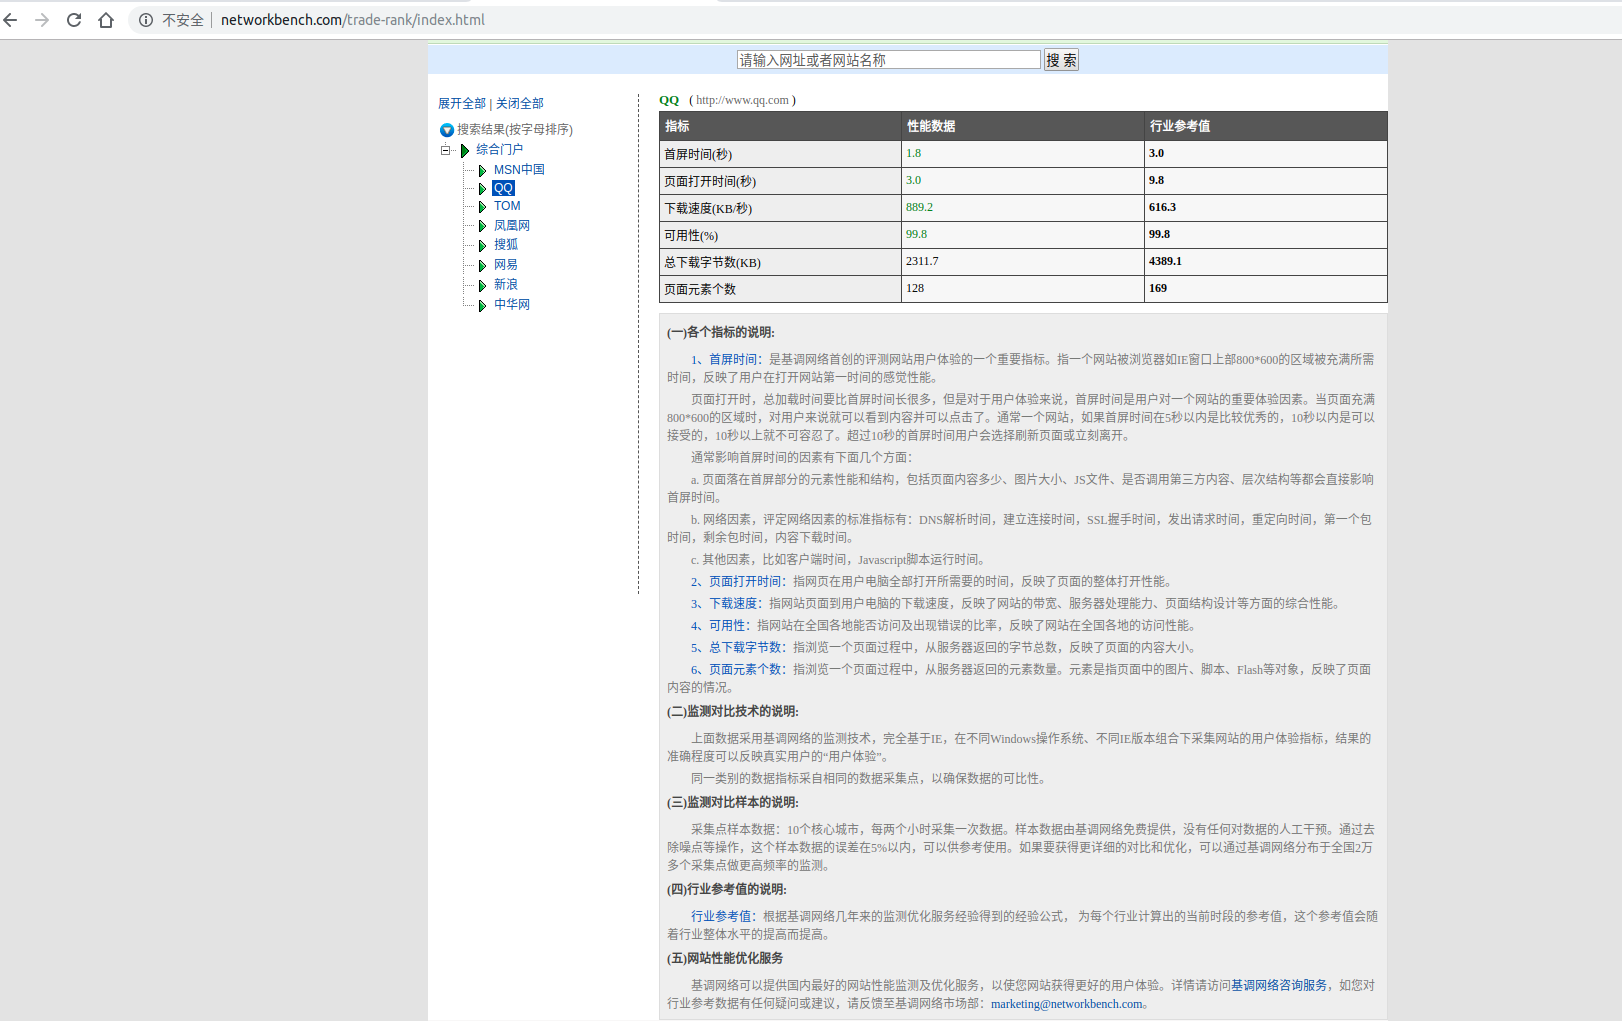 不安全 networkbench.com/trade-rank/index.html
请输入网址或者网站名称 搜 索
展开全部 | 关闭全部
搜索结果(按字母排序)
综合门户
MSN中国
QQ
TOM
凤凰网
搜狐
网易
新浪
中华网
QQ ( http://www.qq.com )
指标 性能数据 行业参考值
首屏时间(秒) 1.8 3.0
页面打开时间(秒) 3.0 9.8
下载速度(KB/秒) 889.2 616.3
可用性(%) 99.8 99.8
总下载字节数(KB) 2311.7 4389.1
页面元素个数 128 169
(一)各个指标的说明:
1、首屏时间：是基调网络首创的评测网站用户体验的一个重要指标。指一个网站被浏览器如IE窗口上部800*600的区域被充满所需
时间，反映了用户在打开网站第一时间的感觉性能。
页面打开时，总加载时间要比首屏时间长很多，但是对于用户体验来说，首屏时间是用户对一个网站的重要体验因素。当页面充满
800*600的区域时，对用户来说就可以看到内容并可以点击了。通常一个网站，如果首屏时间在5秒以内是比较优秀的，10秒以内是可以
接受的，10秒以上就不可容忍了。超过10秒的首屏时间用户会选择刷新页面或立刻离开。
通常影响首屏时间的因素有下面几个方面：
a. 页面落在首屏部分的元素性能和结构，包括页面内容多少、图片大小、JS文件、是否调用第三方内容、层次结构等都会直接影响
首屏时间。
b. 网络因素，评定网络因素的标准指标有：DNS解析时间，建立连接时间，SSL握手时间，发出请求时间，重定向时间，第一个包
时间，剩余包时间，内容下载时间。
c. 其他因素，比如客户端时间，Javascript脚本运行时间。
2、页面打开时间：指网页在用户电脑全部打开所需要的时间，反映了页面的整体打开性能。
3、下载速度：指网站页面到用户电脑的下载速度，反映了网站的带宽、服务器处理能力、页面结构设计等方面的综合性能。
4、可用性：指网站在全国各地能否访问及出现错误的比率，反映了网站在全国各地的访问性能。
5、总下载字节数：指浏览一个页面过程中，从服务器返回的字节总数，反映了页面的内容大小。
6、页面元素个数：指浏览一个页面过程中，从服务器返回的元素数量。元素是指页面中的图片、脚本、Flash等对象，反映了页面
内容的情况。
(二)监测对比技术的说明:
上面数据采用基调网络的监测技术，完全基于IE，在不同Windows操作系统、不同IE版本组合下采集网站的用户体验指标，结果的
准确程度可以反映真实用户的“用户体验”。
同一类别的数据指标采自相同的数据采集点，以确保数据的可比性。
(三)监测对比样本的说明:
采集点样本数据：10个核心城市，每两个小时采集一次数据。样本数据由基调网络免费提供，没有任何对数据的人工干预。通过去
除噪点等操作，这个样本数据的误差在5%以内，可以供参考使用。如果要获得更详细的对比和优化，可以通过基调网络分布于全国2万
多个采集点做更高频率的监测。
(四)行业参考值的说明:
行业参考值：根据基调网络几年来的监测优化服务经验得到的经验公式， 为每个行业计算出的当前时段的参考值，这个参考值会随
着行业整体水平的提高而提高。
(五)网站性能优化服务
基调网络可以提供国内最好的网站性能监测及优化服务，以使您网站获得更好的用户体验。详情请访问基调网络咨询服务，如您对
行业参考数据有任何疑问或建议，请反馈至基调网络市场部：marketing@networkbench.com。